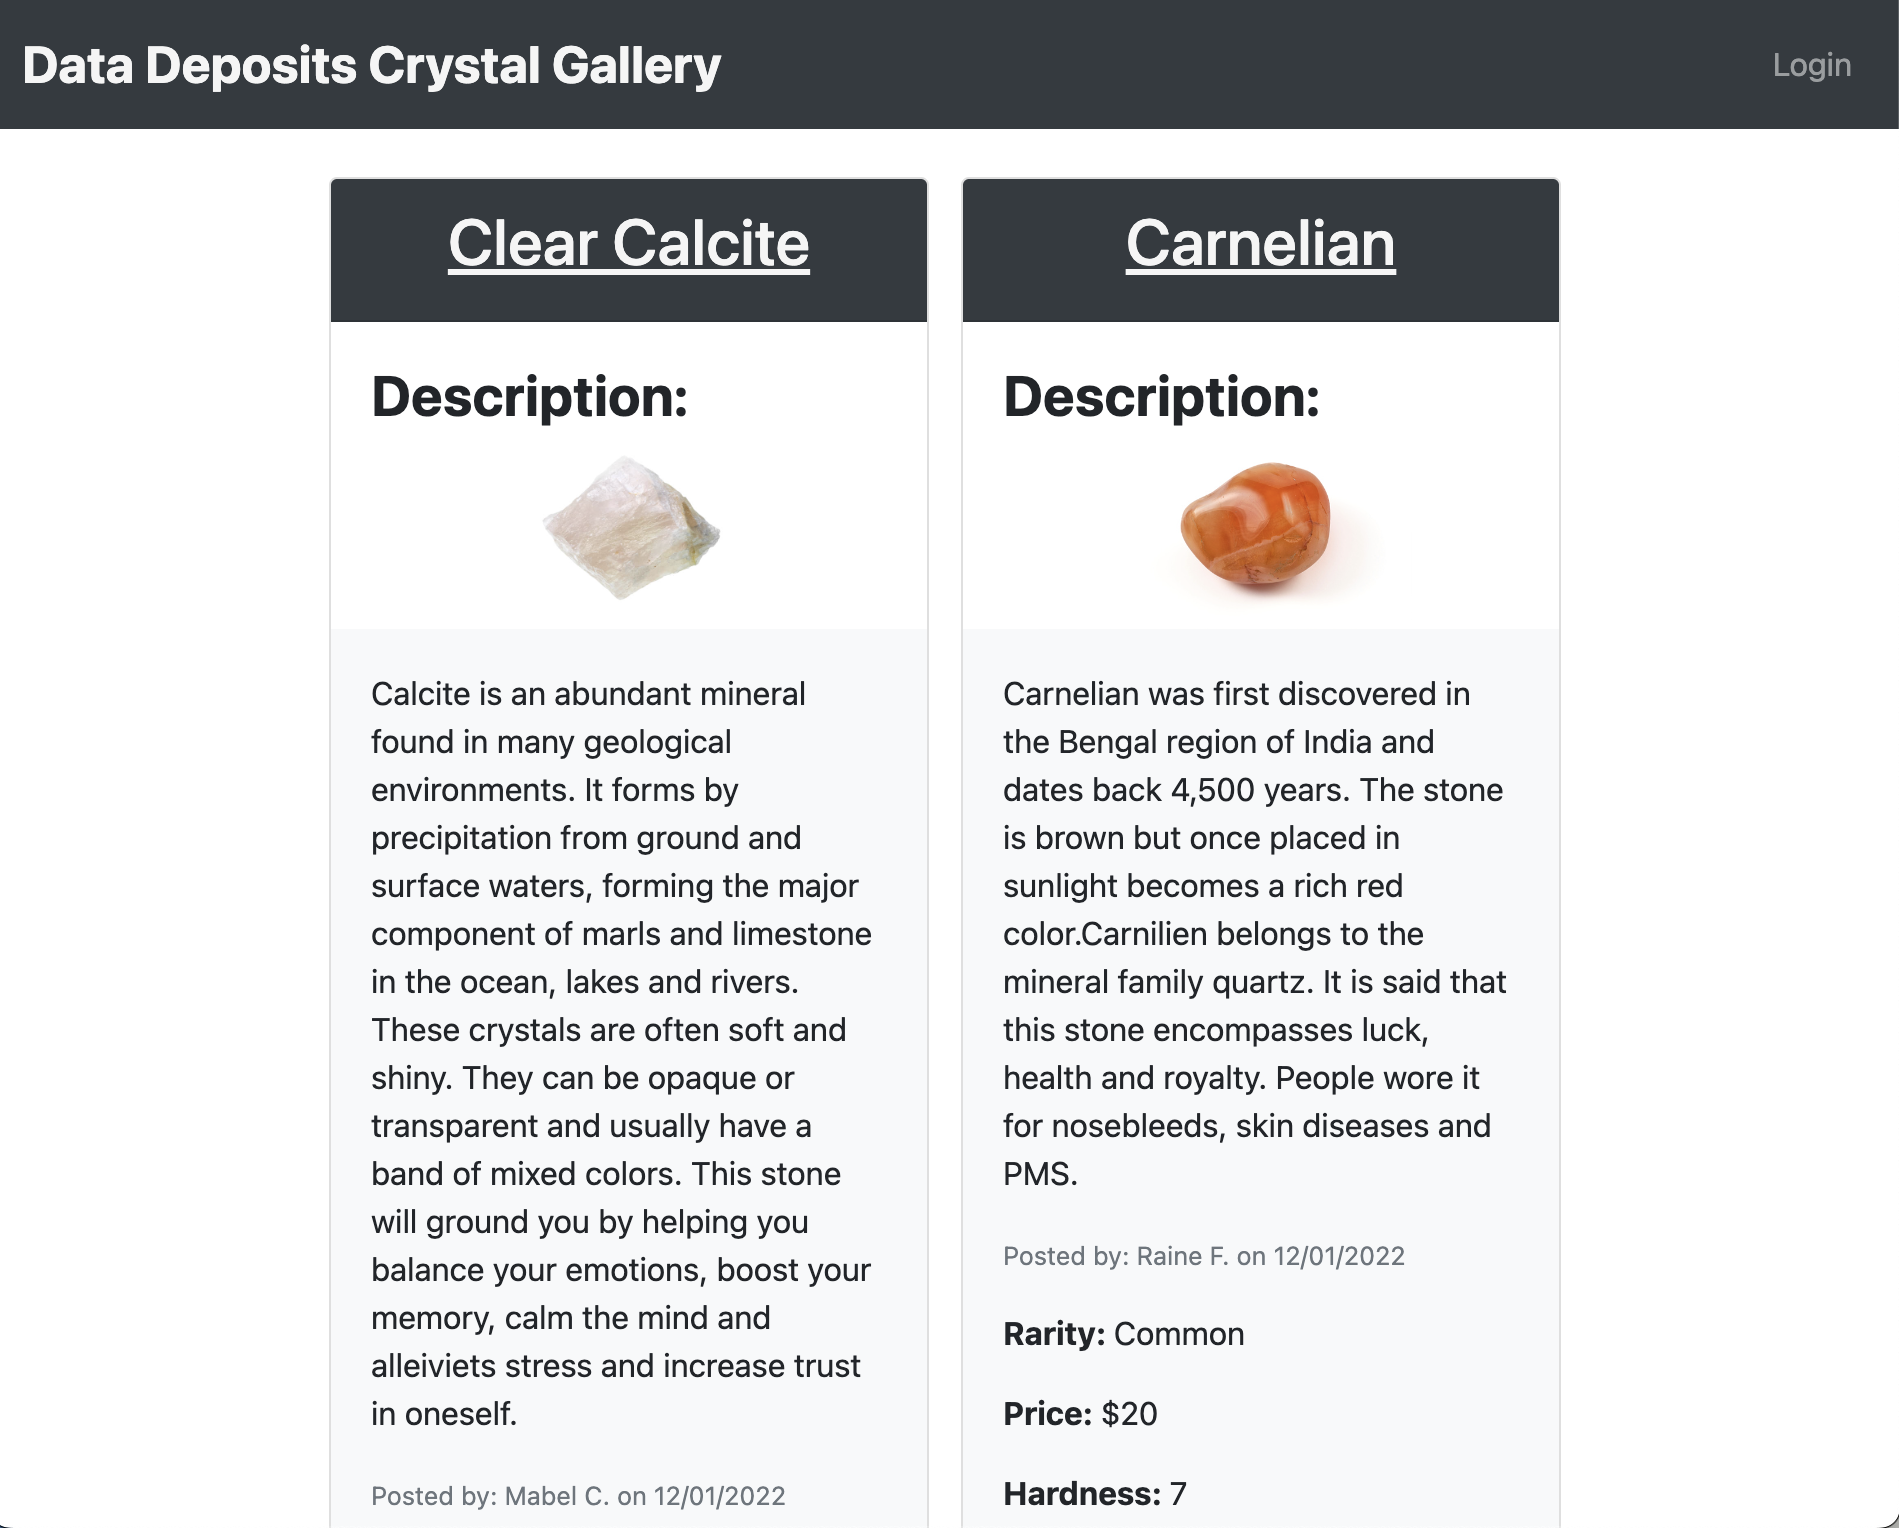 Data Deposits Crystal Gallery
Login
Clear Calcite
Description:
Calcite is an abundant mineral
found in many geological
environments. It forms by
precipitation from ground and
surface waters, forming the major
component of marls and limestone
in the ocean, lakes and rivers.
These crystals are often soft and
shiny. They can be opaque or
transparent and usually have a
band of mixed colors. This stone
will ground you by helping you
balance your emotions, boost your
memory, calm the mind and
alleiviets stress and increase trust
in oneself.
Posted by: Mabel C. on 12/01/2022
Carnelian
Description:
Carnelian was first discovered in
the Bengal region of India and
dates back 4,500 years. The stone
is brown but once placed in
sunlight becomes a rich red
color.Carnilien belongs to the
mineral family quartz. It is said that
this stone encompasses luck,
health and royalty. People wore it
for nosebleeds, skin diseases and
PMS.
Posted by: Raine F. on 12/01/2022
Rarity: Common
Price: $20
Hardness: 7